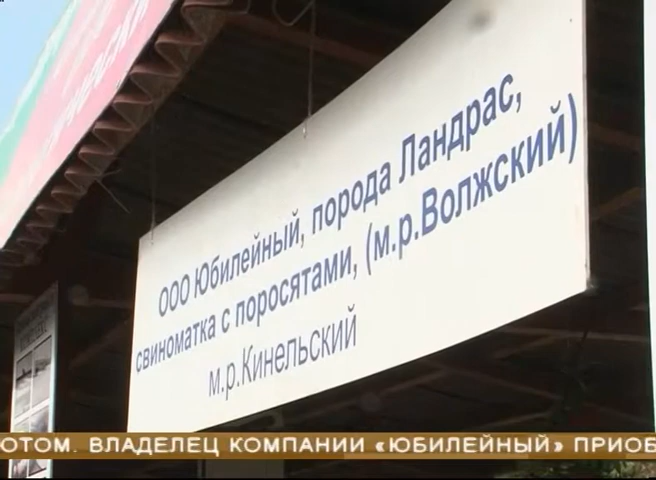 ООО Юбилейный, порода Ландрас,
свиноматка с поросятами, (м.р.Волжский)
м.р.Кинельский
ОТОМ. ВЛАДЕЛЕЦ КОМПАНИИ «ЮБИЛЕЙНЫЙ» ПРИОБ